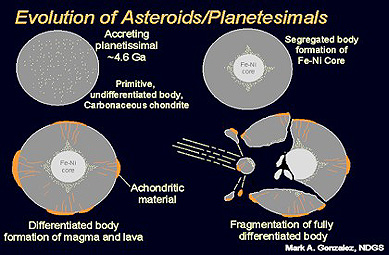 Evolution of Asteroids/Planetesimals
Accreting
planetissimal
~4.6 Ga
Primitive,
undifferentiated body,
Carbonaceous chondrite
Fe-Ni
core
Segregated body
formation of
Fe-Ni Core
Fe-Ni
core
Achondritic
material
Differentiated body
formation of magma and lava
Fragmentation of fully
differentiated body
Mark A. Gonzalez, NDGS